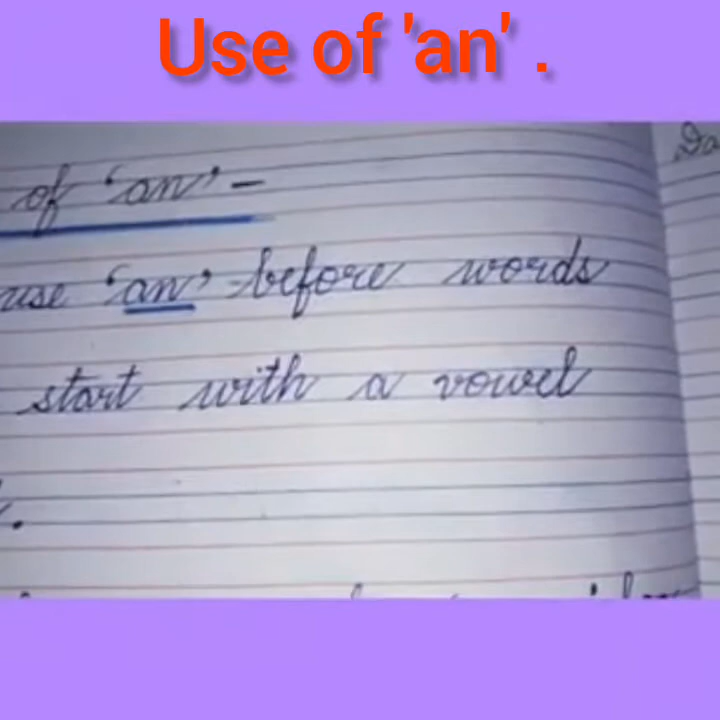 Use of 'an' .
of 'an' -
use 'an' before words
start with a vowel